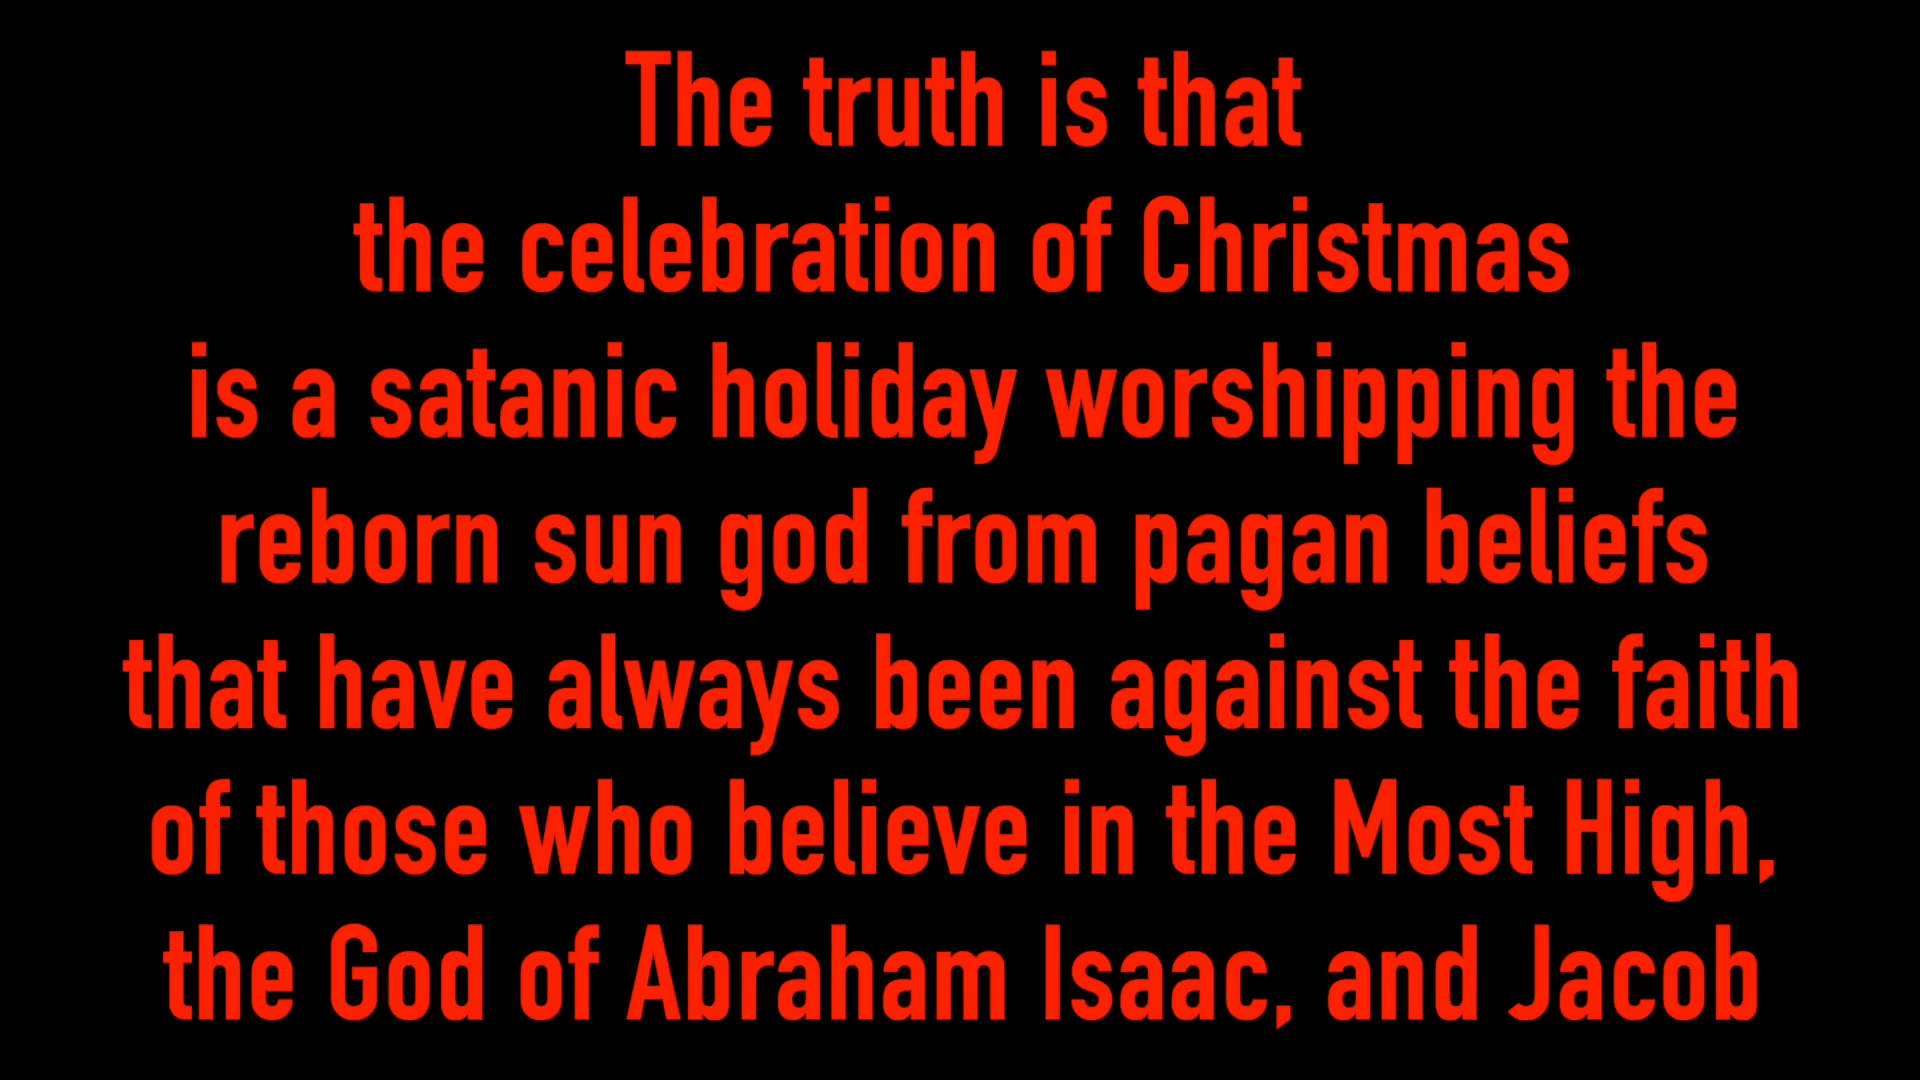 The truth is that
the celebration of Christmas
is a satanic holiday worshipping the
reborn sun god from pagan beliefs
that have always been against the faith
of those who believe in the Most High,
the God of Abraham Isaac, and Jacob